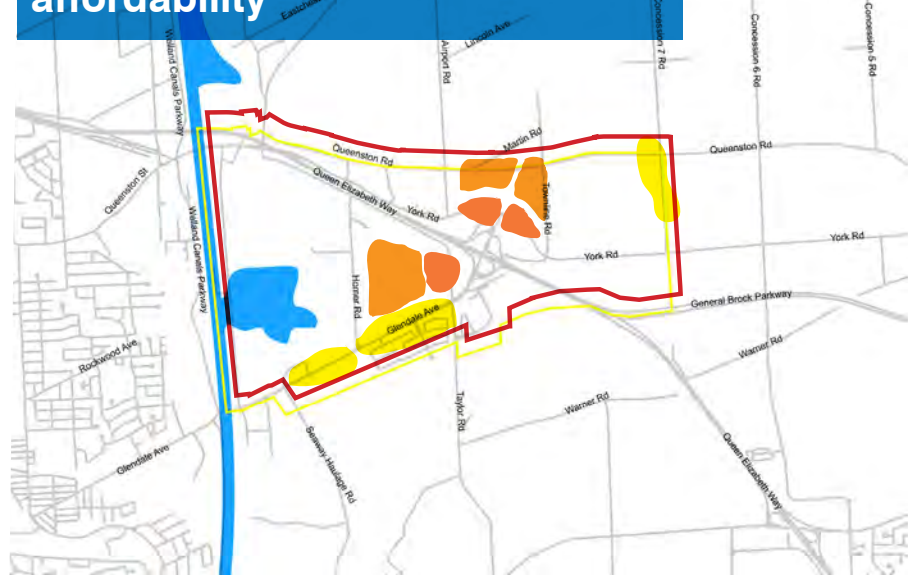 affordability
Eastchester
Lincoln Ave
Welland Canals Parkway
Airport Rd
Concession 7 Rd
Concession 6 Rd
Concession 5 Rd
Martin Rd
Queenston Rd
Queenston Rd
Queenston St
Queen Elizabeth Way
Townline Rd
York Rd
York Rd
York Rd
Welland Canals Parkway
Homer Rd
General Brock Parkway
Glendale Ave
Rockwood Ave
Warner Rd
Warner Rd
Taylor Rd
Seaway Haulage Rd
Glendale Ave
Queen Elizabeth Way